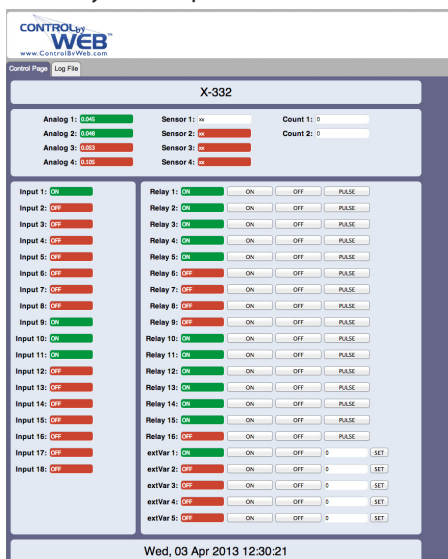 CONTROLBy
WEB™
www.ControlByWeb.com
Control Page Log File
X-332
Analog 1: 0.045 Sensor 1: xx Count 1: 0
Analog 2: 0.046 Sensor 2: xx Count 2: 0
Analog 3: 0.053 Sensor 3: xx
Analog 4: 0.105 Sensor 4: xx
Input 1: ON Relay 1: ON ON OFF PULSE
Input 2: OFF Relay 2: ON ON OFF PULSE
Input 3: OFF Relay 3: ON ON OFF PULSE
Input 4: OFF Relay 4: ON ON OFF PULSE
Input 5: OFF Relay 5: ON ON OFF PULSE
Input 6: OFF Relay 6: OFF ON OFF PULSE
Input 7: OFF Relay 7: OFF ON OFF PULSE
Input 8: OFF Relay 8: OFF ON OFF PULSE
Input 9: ON Relay 9: OFF ON OFF PULSE
Input 10: ON Relay 10: ON ON OFF PULSE
Input 11: ON Relay 11: ON ON OFF PULSE
Input 12: OFF Relay 12: ON ON OFF PULSE
Input 13: OFF Relay 13: ON ON OFF PULSE
Input 14: OFF Relay 14: ON ON OFF PULSE
Input 15: OFF Relay 15: ON ON OFF PULSE
Input 16: OFF Relay 16: OFF ON OFF PULSE
Input 17: OFF extVar 1: ON ON OFF 0 SET
Input 18: OFF extVar 2: OFF ON OFF 0 SET
extVar 3: OFF ON OFF 0 SET
extVar 4: OFF ON OFF 0 SET
extVar 5: OFF ON OFF 0 SET
Wed, 03 Apr 2013 12:30:21